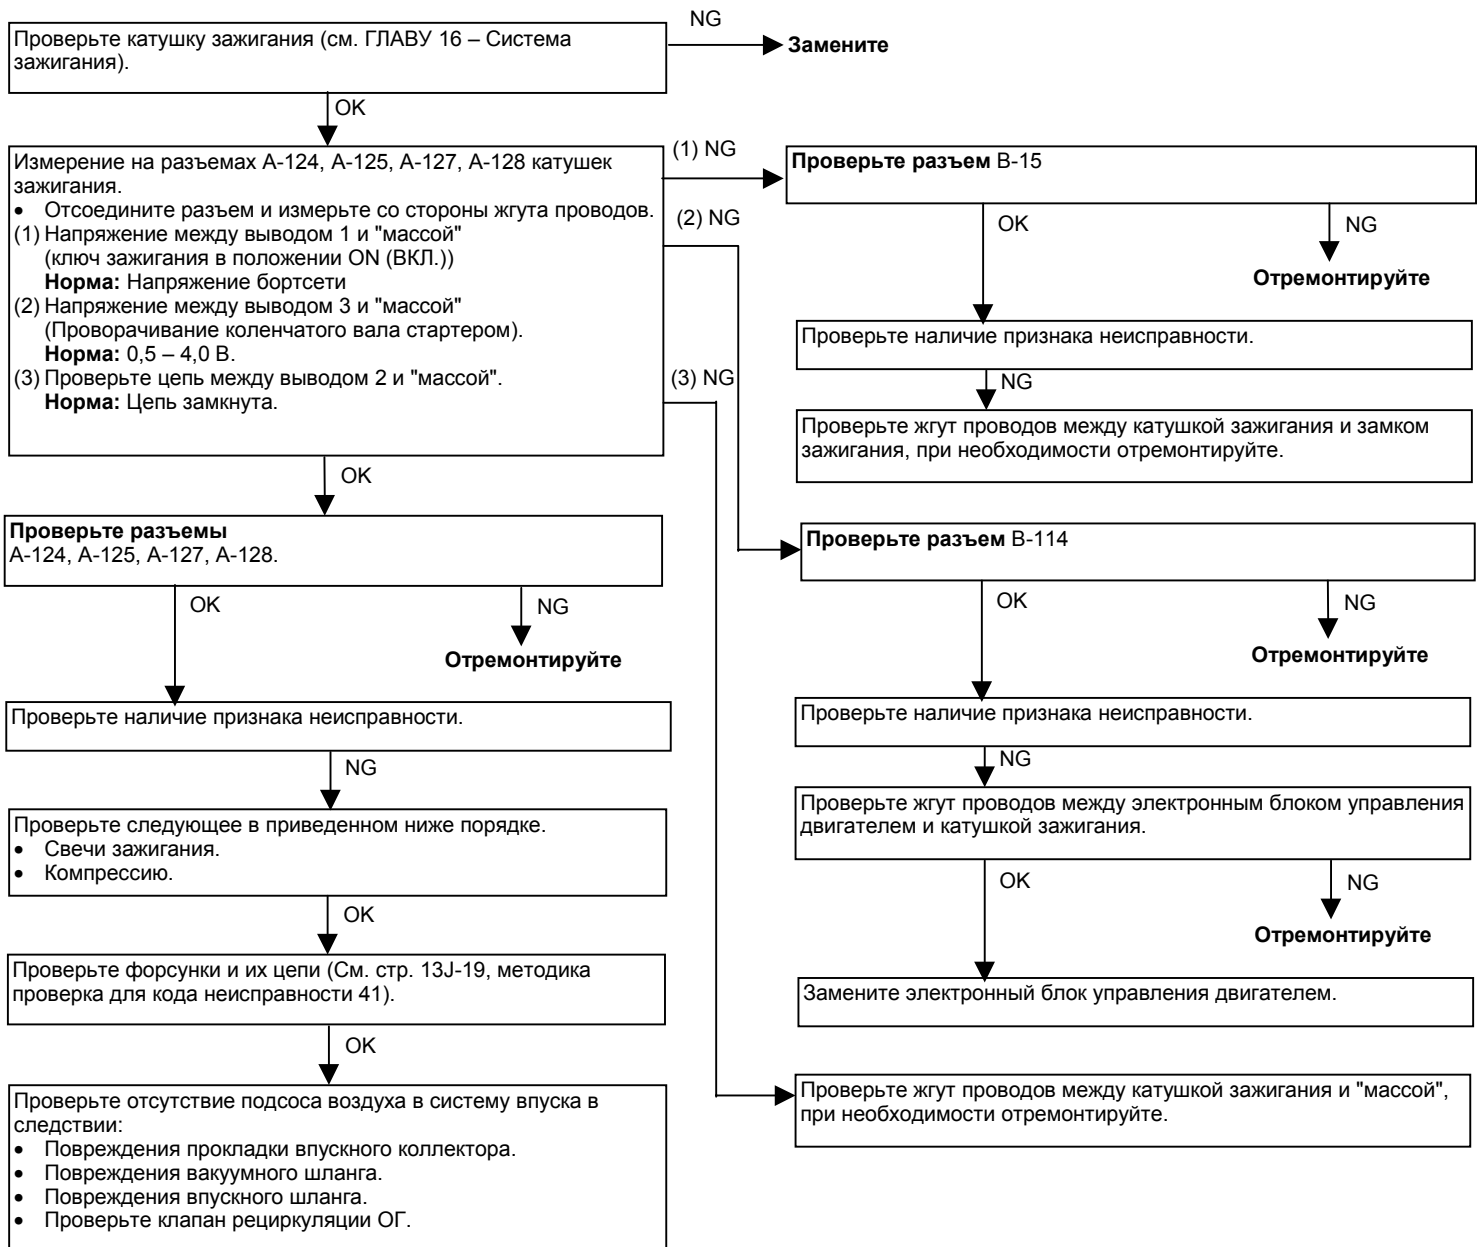 Проверьте катушку зажигания (см. ГЛАВУ 16 – Система
зажигания).
NG
Замените
OK
Измерение на разъемах A-124, A-125, A-127, A-128 катушек
зажигания.
• Отсоедините разъем и измерьте со стороны жгута проводов.
(1) Напряжение между выводом 1 и "массой"
(ключ зажигания в положении ON (ВКЛ.))
Норма: Напряжение бортсети
(2) Напряжение между выводом 3 и "массой"
(Проворачивание коленчатого вала стартером).
Норма: 0,5 – 4,0 В.
(3) Проверьте цепь между выводом 2 и "массой".
Норма: Цепь замкнута.
(1) NG
(2) NG
(3) NG
OK
Проверьте разъемы
A-124, A-125, A-127, A-128.
OK
NG
Отремонтируйте
Проверьте наличие признака неисправности.
NG
Проверьте следующее в приведенном ниже порядке.
• Свечи зажигания.
• Компрессию.
OK
Проверьте форсунки и их цепи (См. стр. 13J-19, методика
проверка для кода неисправности 41).
OK
Проверьте отсутствие подсоса воздуха в систему впуска в
следствии:
• Повреждения прокладки впускного коллектора.
• Повреждения вакуумного шланга.
• Повреждения впускного шланга.
• Проверьте клапан рециркуляции ОГ.
Проверьте разъем B-15
OK
NG
Отремонтируйте
Проверьте наличие признака неисправности.
NG
Проверьте жгут проводов между катушкой зажигания и замком
зажигания, при необходимости отремонтируйте.
Проверьте разъем B-114
OK
NG
Отремонтируйте
Проверьте наличие признака неисправности.
NG
Проверьте жгут проводов между электронным блоком управления
двигателем и катушкой зажигания.
OK
NG
Отремонтируйте
Замените электронный блок управления двигателем.
Проверьте жгут проводов между катушкой зажигания и "массой",
при необходимости отремонтируйте.